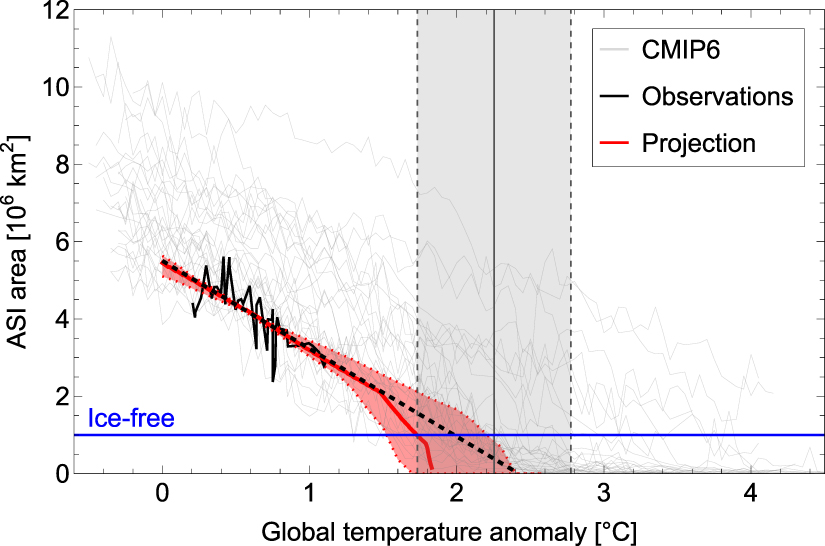 12
10
8
6
4
2
0
ASI area [10⁶ km²]
CMIP6
Observations
Projection
Ice-free
0 1 2 3 4
Global temperature anomaly [°C]